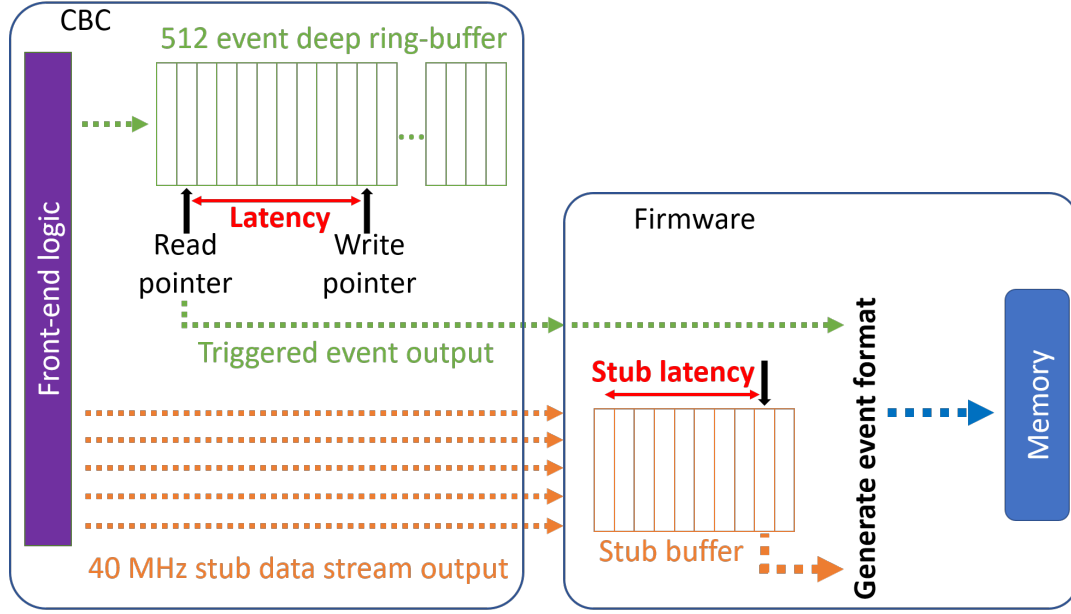 CBC
512 event deep ring-buffer
Front-end logic
...
Latency
Read
pointer
Write
pointer
Triggered event output
40 MHz stub data stream output
Firmware
Stub latency
Stub buffer
Generate event format
Memory